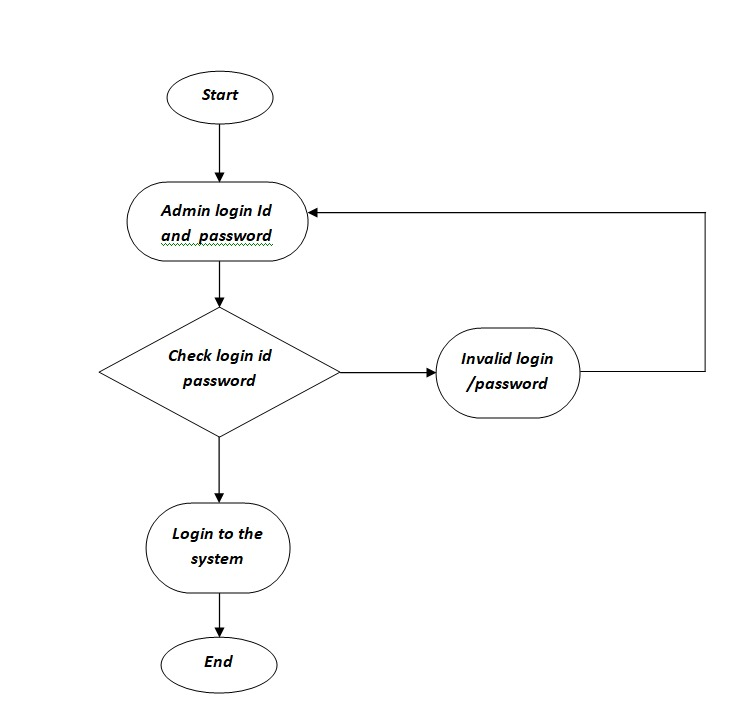 Start
Admin login Id
and  password
Check login id
password
Invalid login
/password
Login to the
system
End